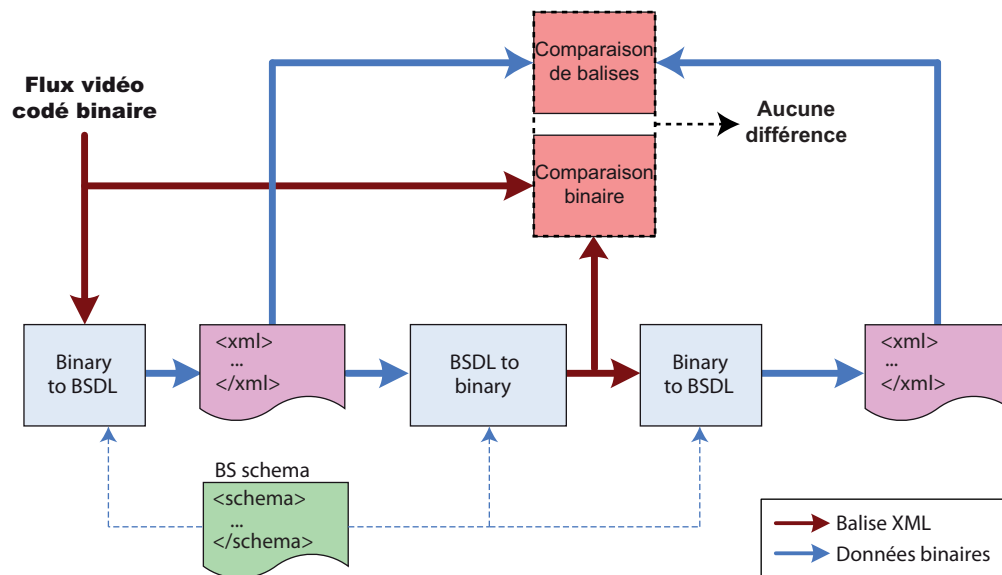 Comparaison
de balises
Flux vidéo
codé binaire
Aucune
différence
Comparaison
binaire
Binary
to BSDL
<xml>
...
</xml>
BSDL to
binary
Binary
to BSDL
<xml>
...
</xml>
BS schema
<schema>
...
</schema>
Balise XML
Données binaires